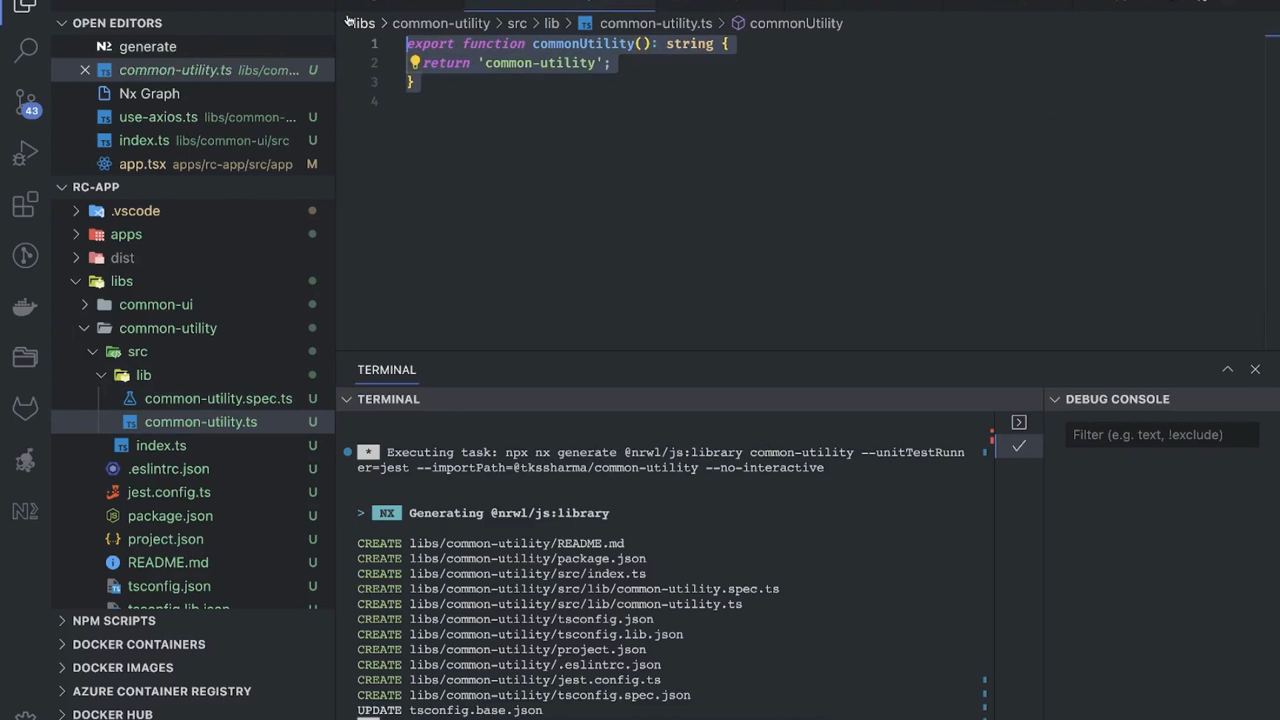 OPEN EDITORS
generate
common-utility.ts libs/com... U
Nx Graph
use-axios.ts libs/common-... U
index.ts libs/common-ui/src U
app.tsx apps/rc-app/src/app M
43
RC-APP
.vscode
apps
dist
libs
common-ui
common-utility
src
lib
common-utility.spec.ts U
common-utility.ts U
index.ts U
.eslintrc.json U
jest.config.ts U
package.json U
project.json U
README.md U
tsconfig.json U
tsconfig.lib.json U
NPM SCRIPTS
DOCKER CONTAINERS
DOCKER IMAGES
AZURE CONTAINER REGISTRY
DOCKER HUB
libs > common-utility > src > lib > common-utility.ts > commonUtility
1 export function commonUtility(): string {
2 return 'common-utility';
3 }
4
TERMINAL
TERMINAL
* Executing task: npx nx generate @nrwl/js:library common-utility --unitTestRunn
er=jest --importPath=@tkssharma/common-utility --no-interactive
> NX Generating @nrwl/js:library
CREATE libs/common-utility/README.md
CREATE libs/common-utility/package.json
CREATE libs/common-utility/src/index.ts
CREATE libs/common-utility/src/lib/common-utility.spec.ts
CREATE libs/common-utility/src/lib/common-utility.ts
CREATE libs/common-utility/tsconfig.json
CREATE libs/common-utility/tsconfig.lib.json
CREATE libs/common-utility/project.json
CREATE libs/common-utility/.eslintrc.json
CREATE libs/common-utility/jest.config.ts
CREATE libs/common-utility/tsconfig.spec.json
UPDATE tsconfig.base.json
DEBUG CONSOLE
Filter (e.g. text, !exclude)